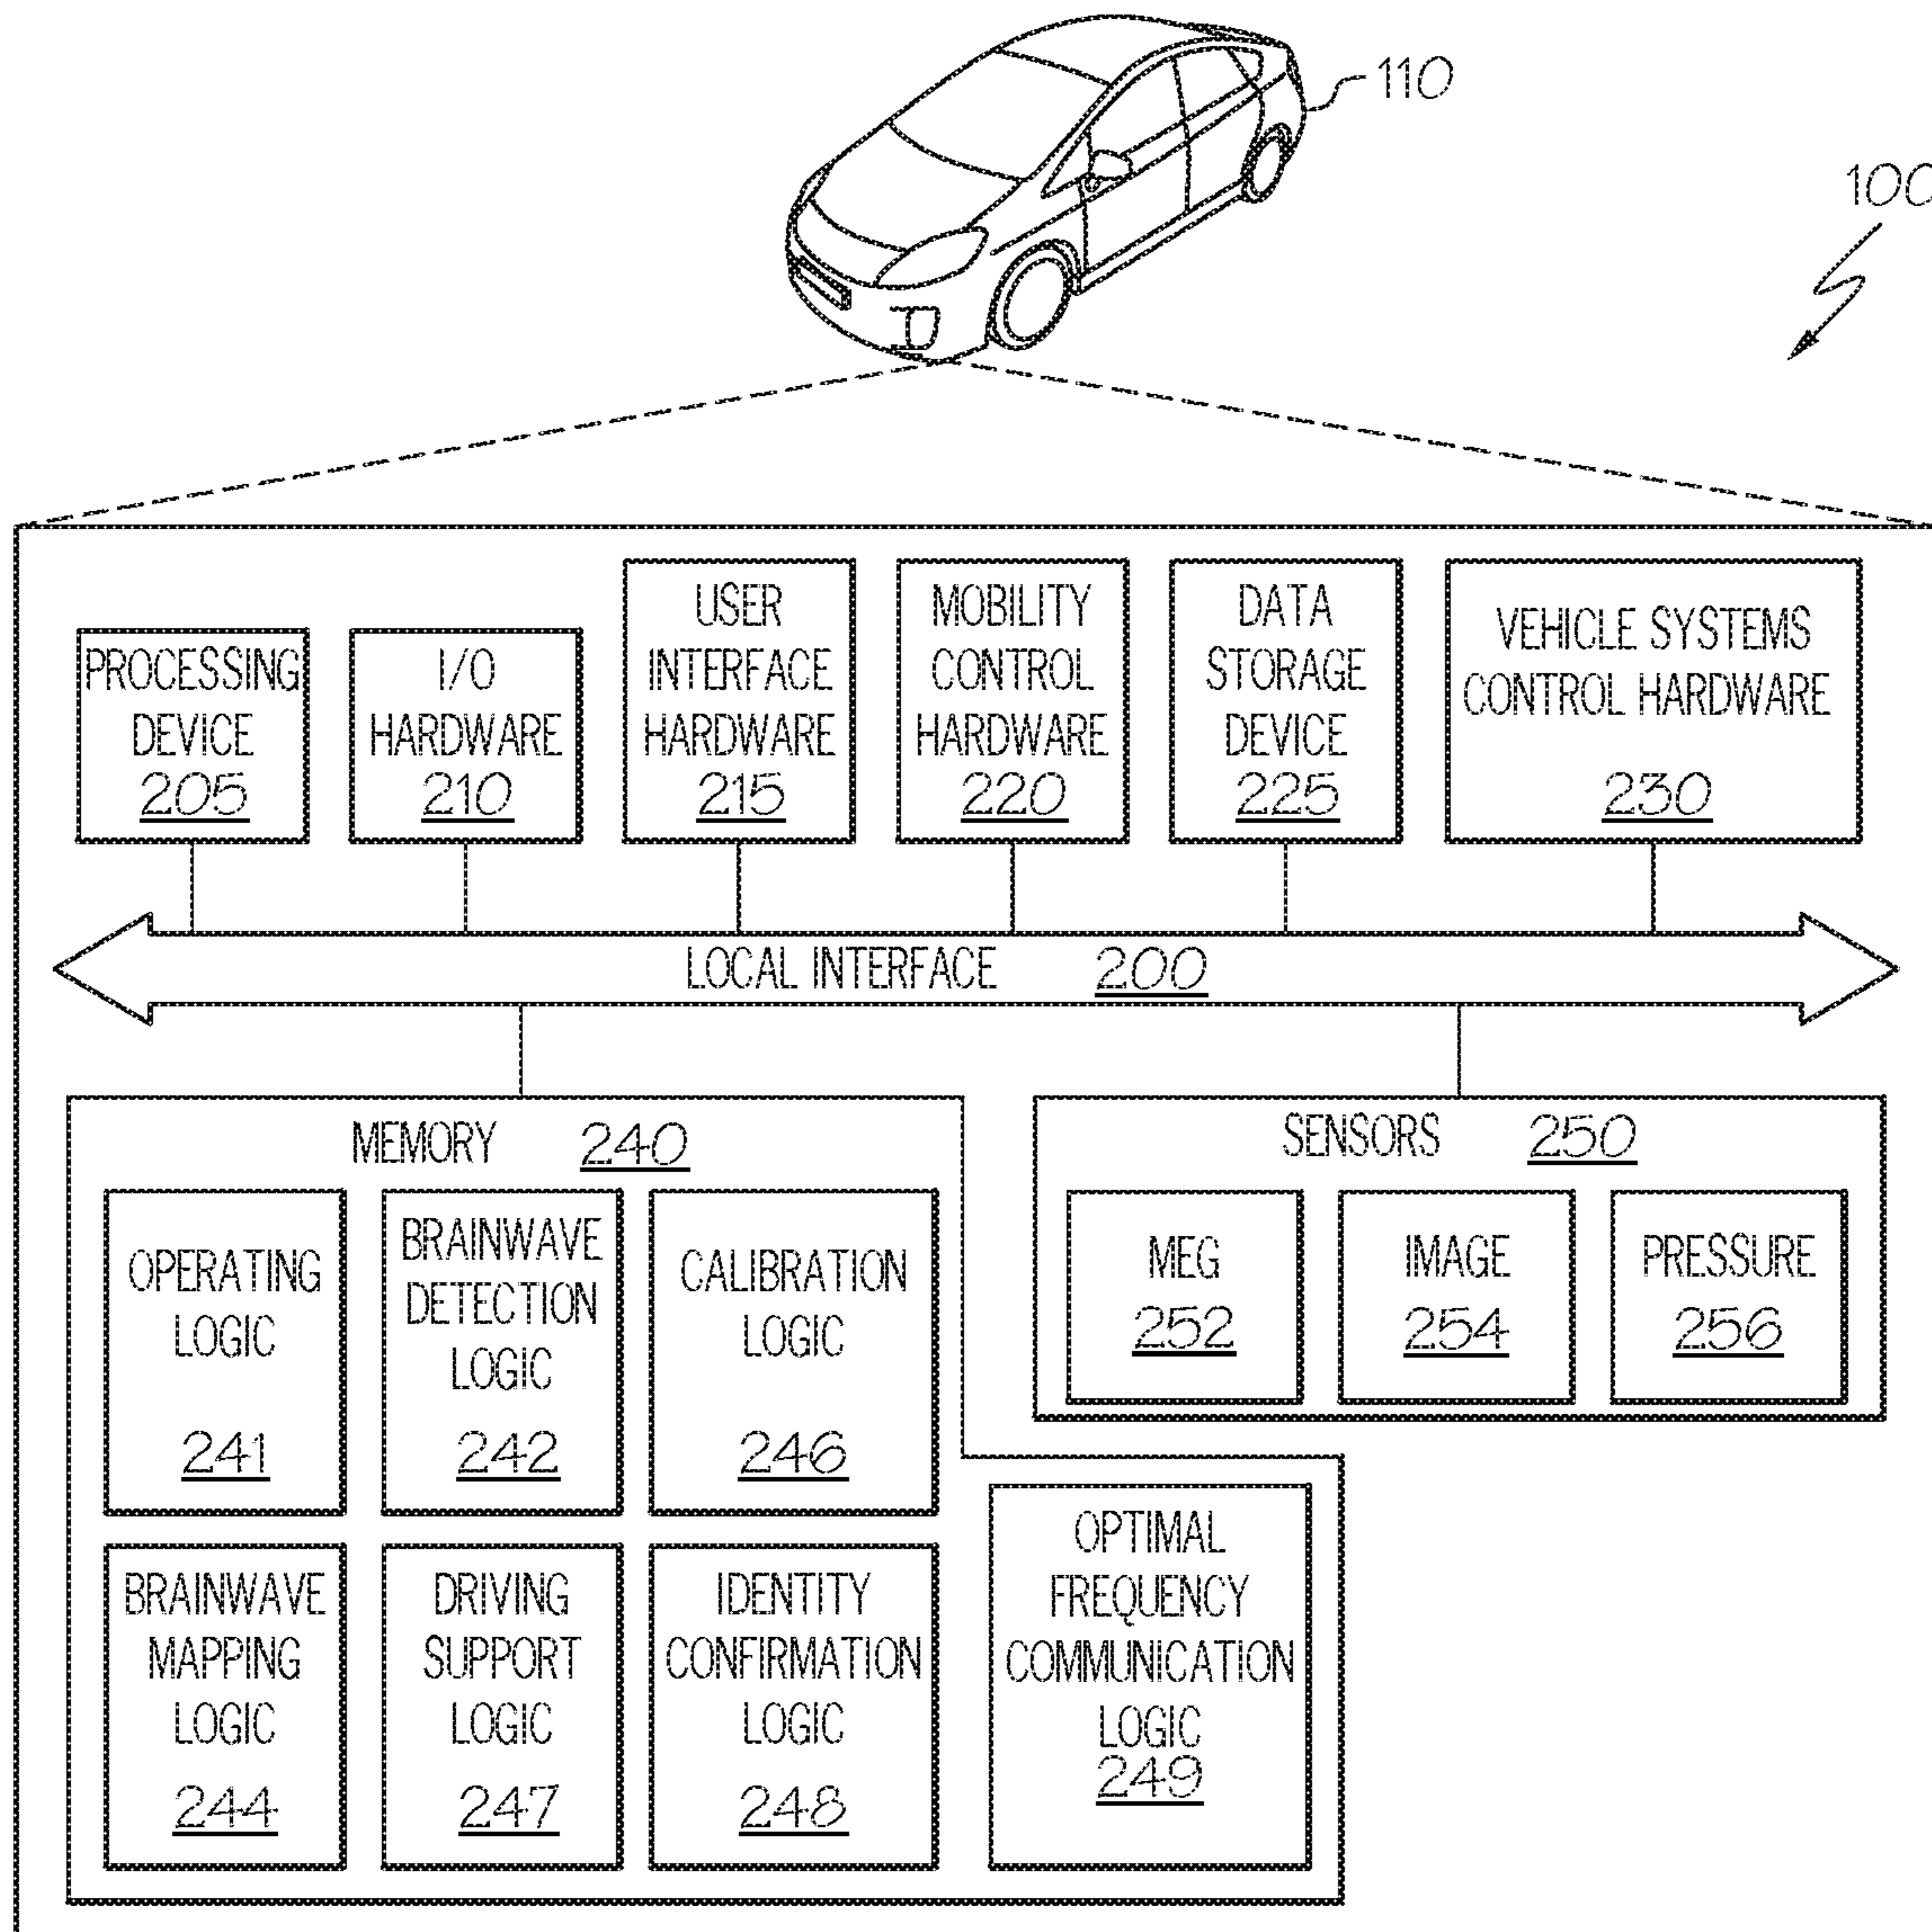 110
100
PROCESSING
DEVICE
205
I/O
HARDWARE
210
USER
INTERFACE
HARDWARE
215
MOBILITY
CONTROL
HARDWARE
220
DATA
STORAGE
DEVICE
225
VEHICLE SYSTEMS
CONTROL HARDWARE
230
LOCAL INTERFACE 200
MEMORY 240
OPERATING
LOGIC
241
BRAINWAVE
DETECTION
LOGIC
242
CALIBRATION
LOGIC
246
BRAINWAVE
MAPPING
LOGIC
244
DRIVING
SUPPORT
LOGIC
247
IDENTITY
CONFIRMATION
LOGIC
248
OPTIMAL
FREQUENCY
COMMUNICATION
LOGIC
249
SENSORS 250
MEG
252
IMAGE
254
PRESSURE
256